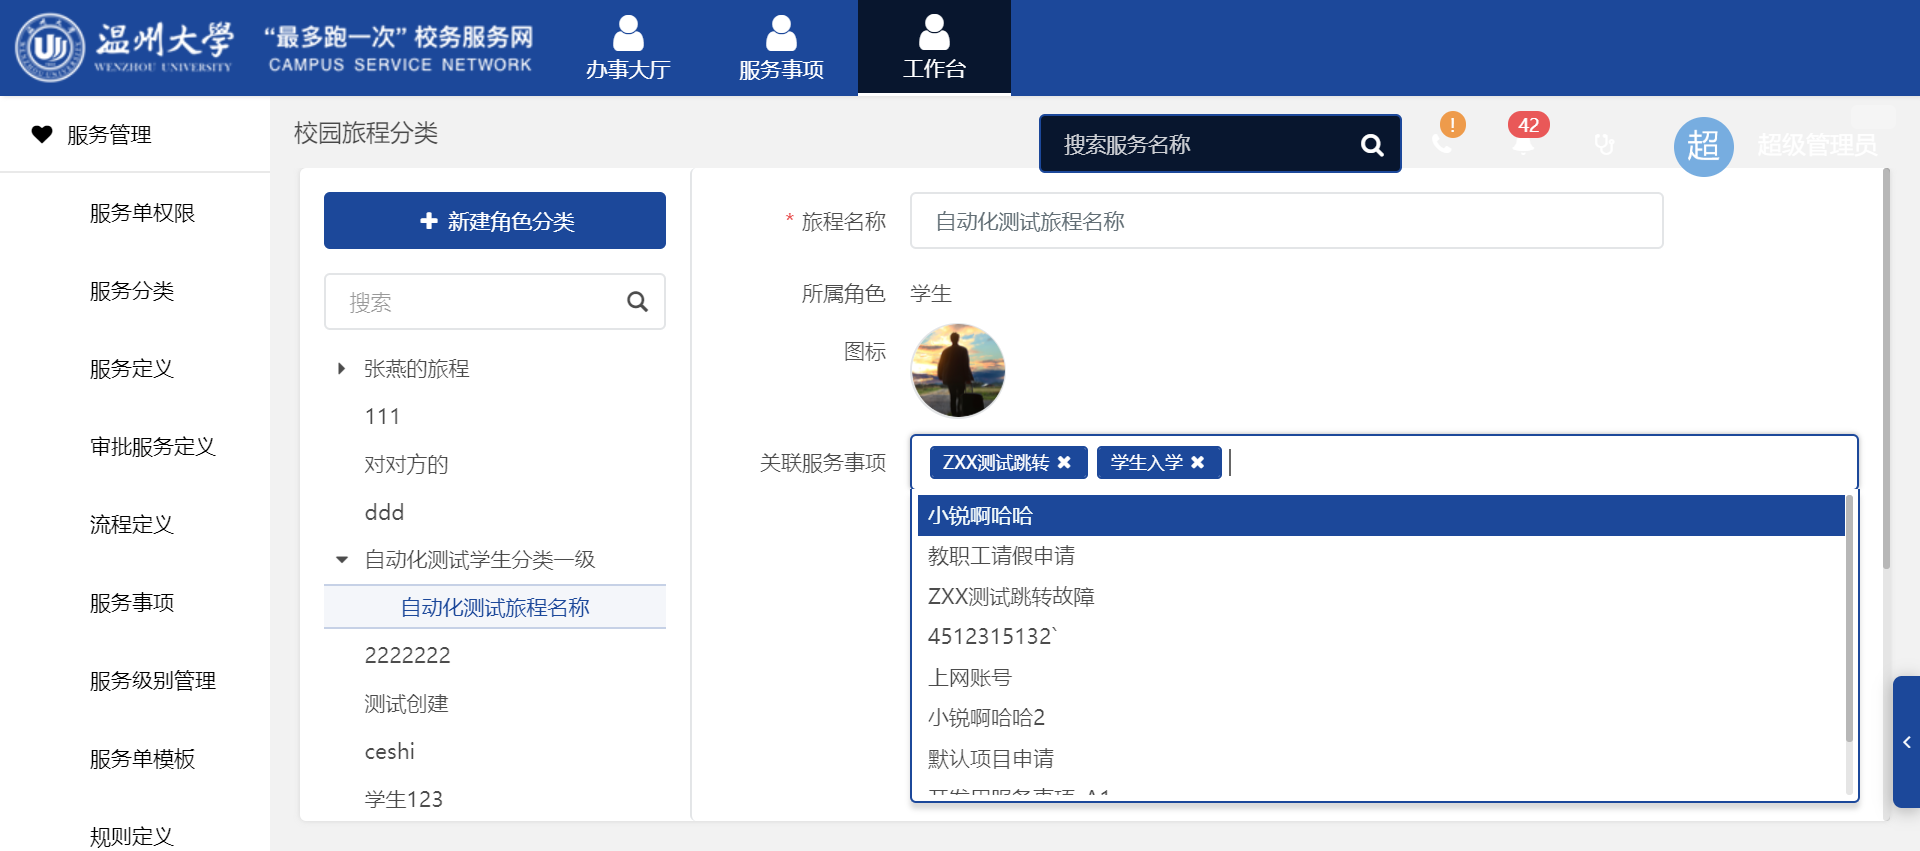 温州大学
WENZHOU UNIVERSITY
“最多跑一次” 校务服务网
CAMPUS SERVICE NETWORK
办事大厅
服务事项
工作台
服务管理
服务单权限
服务分类
服务定义
审批服务定义
流程定义
服务事项
服务级别管理
服务单模板
规则定义
校园旅程分类
搜索服务名称
!
42
超
超级管理员
新建角色分类
搜索
张燕的旅程
111
对对方的
ddd
自动化测试学生分类一级
自动化测试旅程名称
2222222
测试创建
ceshi
学生123
* 旅程名称
自动化测试旅程名称
所属角色
学生
图标
关联服务事项
ZXX测试跳转 ✖
学生入学 ✖
小锐啊哈哈
教职工请假申请
ZXX测试跳转故障
4512315132`
上网账号
小锐啊哈哈2
默认项目申请